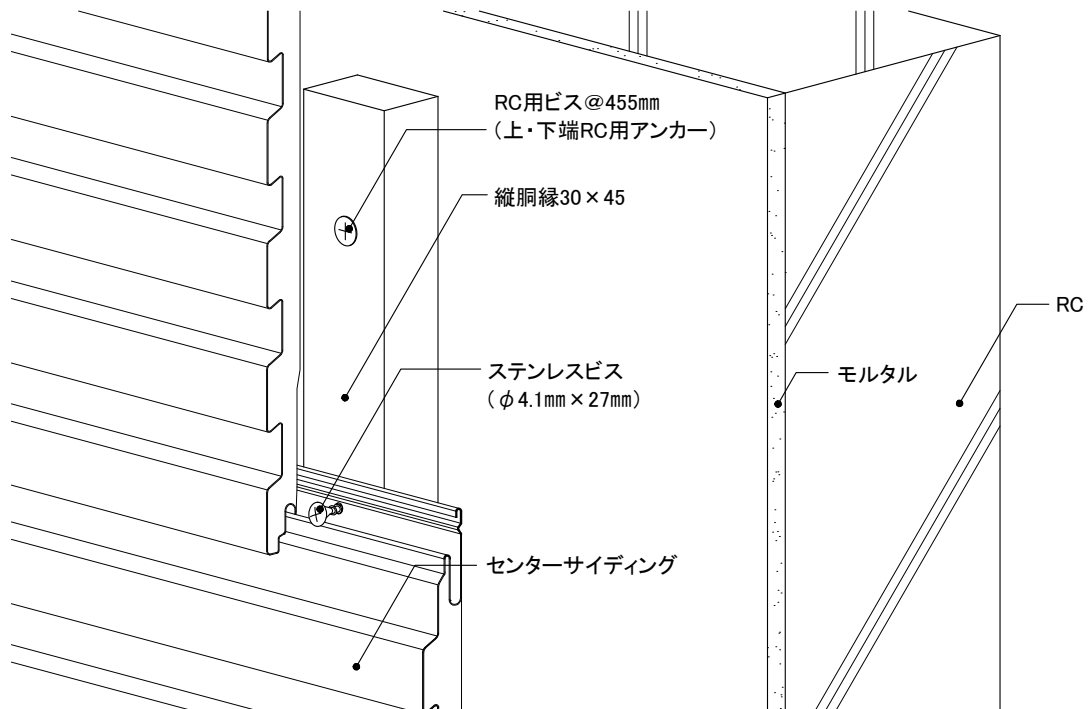 RC用ビス@455mm
(上・下端RC用アンカー)
縦胴縁30×45
RC
ステンレスビス
(φ4.1mm×27mm)
モルタル
センターサイディング